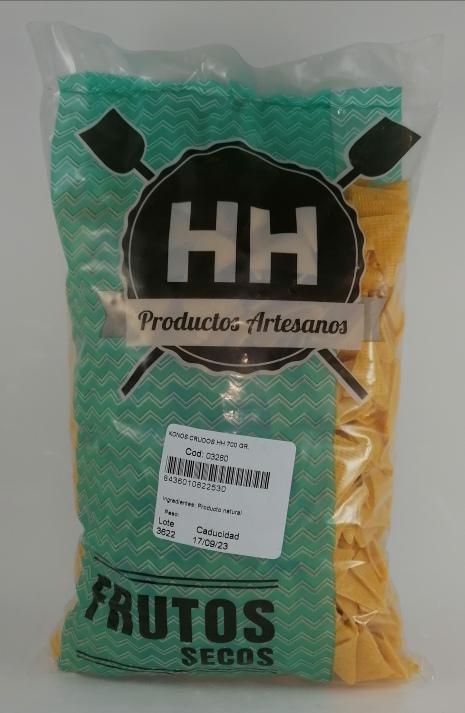 HH
Productos Artesanos
KONOS CRUDOS HH 700 GR.
Cod: 03280
8436010822530
Ingredientes: Producto natural
Peso:
Lote Caducidad
3622 17/09/23
FRUTOS
SECOS